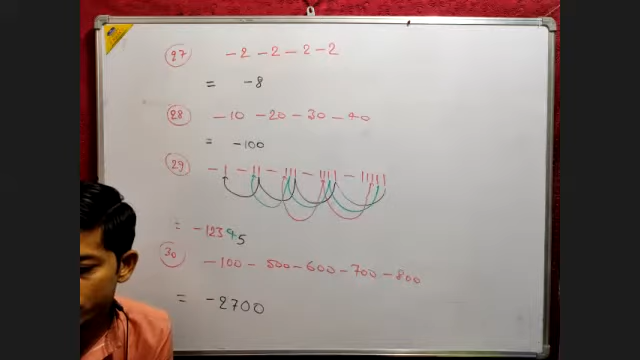 27 -2 -2 -2 -2
= -8
28 -10 -20 -30 -40
= -100
29 -1 -11 -111 -1111 -11111
= -12345
30 -100 - 500 -600 -700 -800
= -2700